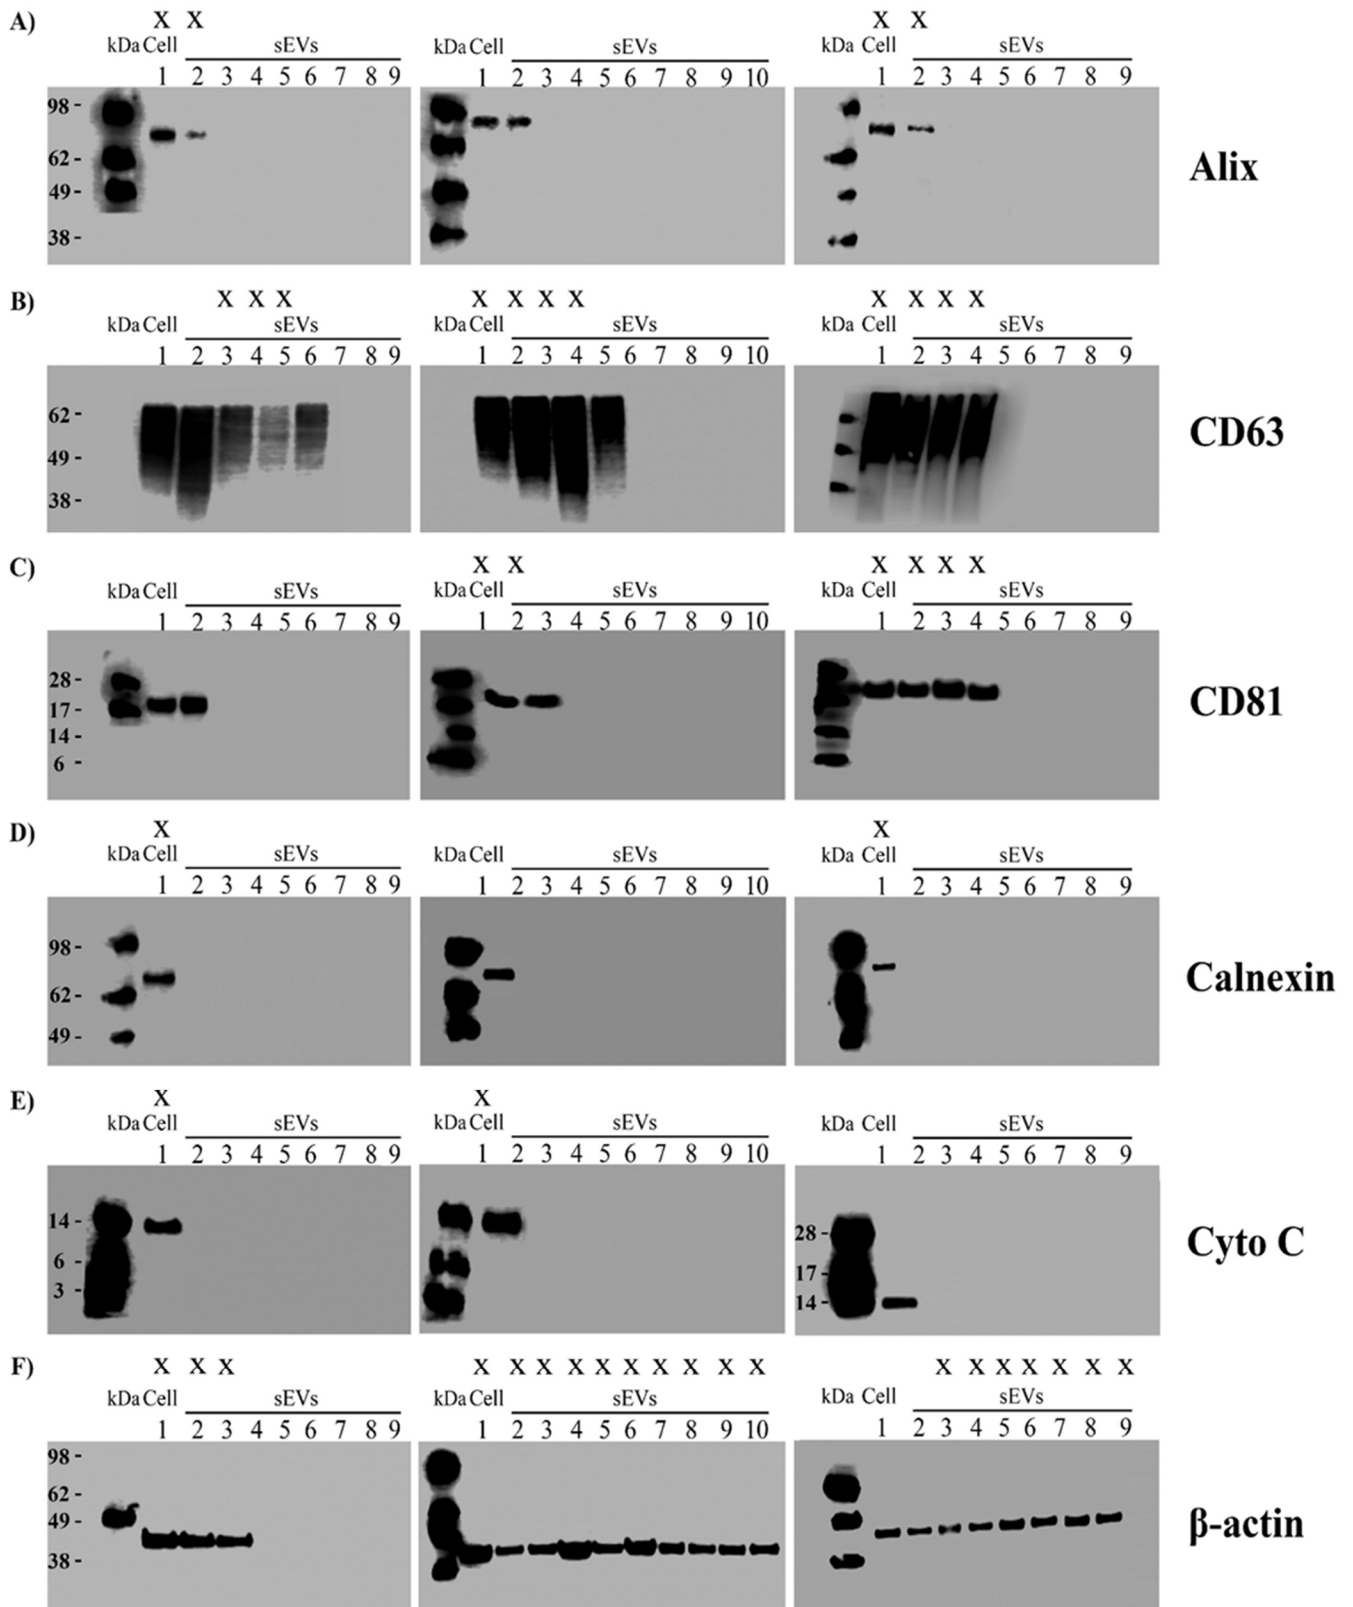 A) X X X X
kDa Cell sEVs kDa Cell sEVs kDa Cell sEVs
1 2 3 4 5 6 7 8 9 1 2 3 4 5 6 7 8 9 10 1 2 3 4 5 6 7 8 9
98 -
62 -
49 -
38 -
Alix
B) X X X X X X X X X X X
kDa Cell sEVs kDa Cell sEVs kDa Cell sEVs
1 2 3 4 5 6 7 8 9 1 2 3 4 5 6 7 8 9 10 1 2 3 4 5 6 7 8 9
62 -
49 -
38 -
CD63
C) X X X X X X
kDa Cell sEVs kDa Cell sEVs kDa Cell sEVs
1 2 3 4 5 6 7 8 9 1 2 3 4 5 6 7 8 9 10 1 2 3 4 5 6 7 8 9
28 -
17 -
14 -
6 -
CD81
D) X X
kDa Cell sEVs kDa Cell sEVs kDa Cell sEVs
1 2 3 4 5 6 7 8 9 1 2 3 4 5 6 7 8 9 10 1 2 3 4 5 6 7 8 9
98 -
62 -
49 -
Calnexin
E) X X
kDa Cell sEVs kDa Cell sEVs kDa Cell sEVs
1 2 3 4 5 6 7 8 9 1 2 3 4 5 6 7 8 9 10 1 2 3 4 5 6 7 8 9
14 -
6 -
3 -
28 -
17 -
14 -
Cyto C
F) X X X X X X X X X X X X X X X X X X X X
kDa Cell sEVs kDa Cell sEVs kDa Cell sEVs
1 2 3 4 5 6 7 8 9 1 2 3 4 5 6 7 8 9 10 1 2 3 4 5 6 7 8 9
98 -
62 -
49 -
38 -
β-actin